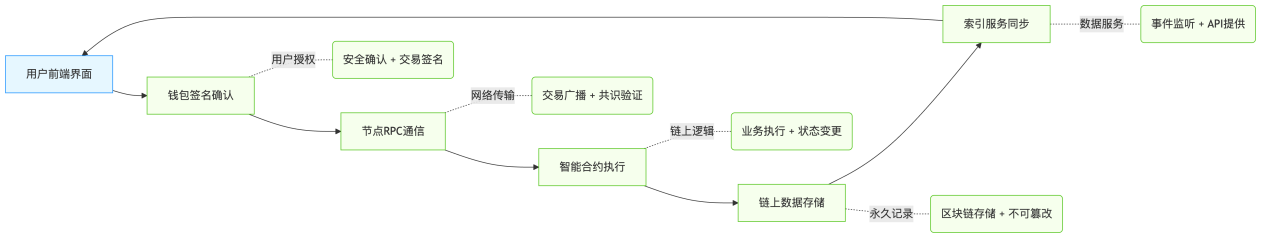 索引服务同步
数据服务
事件监听 + API提供
用户前端界面
用户授权
安全确认 + 交易签名
钱包签名确认
网络传输
交易广播 + 共识验证
节点RPC通信
链上逻辑
业务执行 + 状态变更
智能合约执行
链上数据存储
永久记录
区块链存储 + 不可篡改